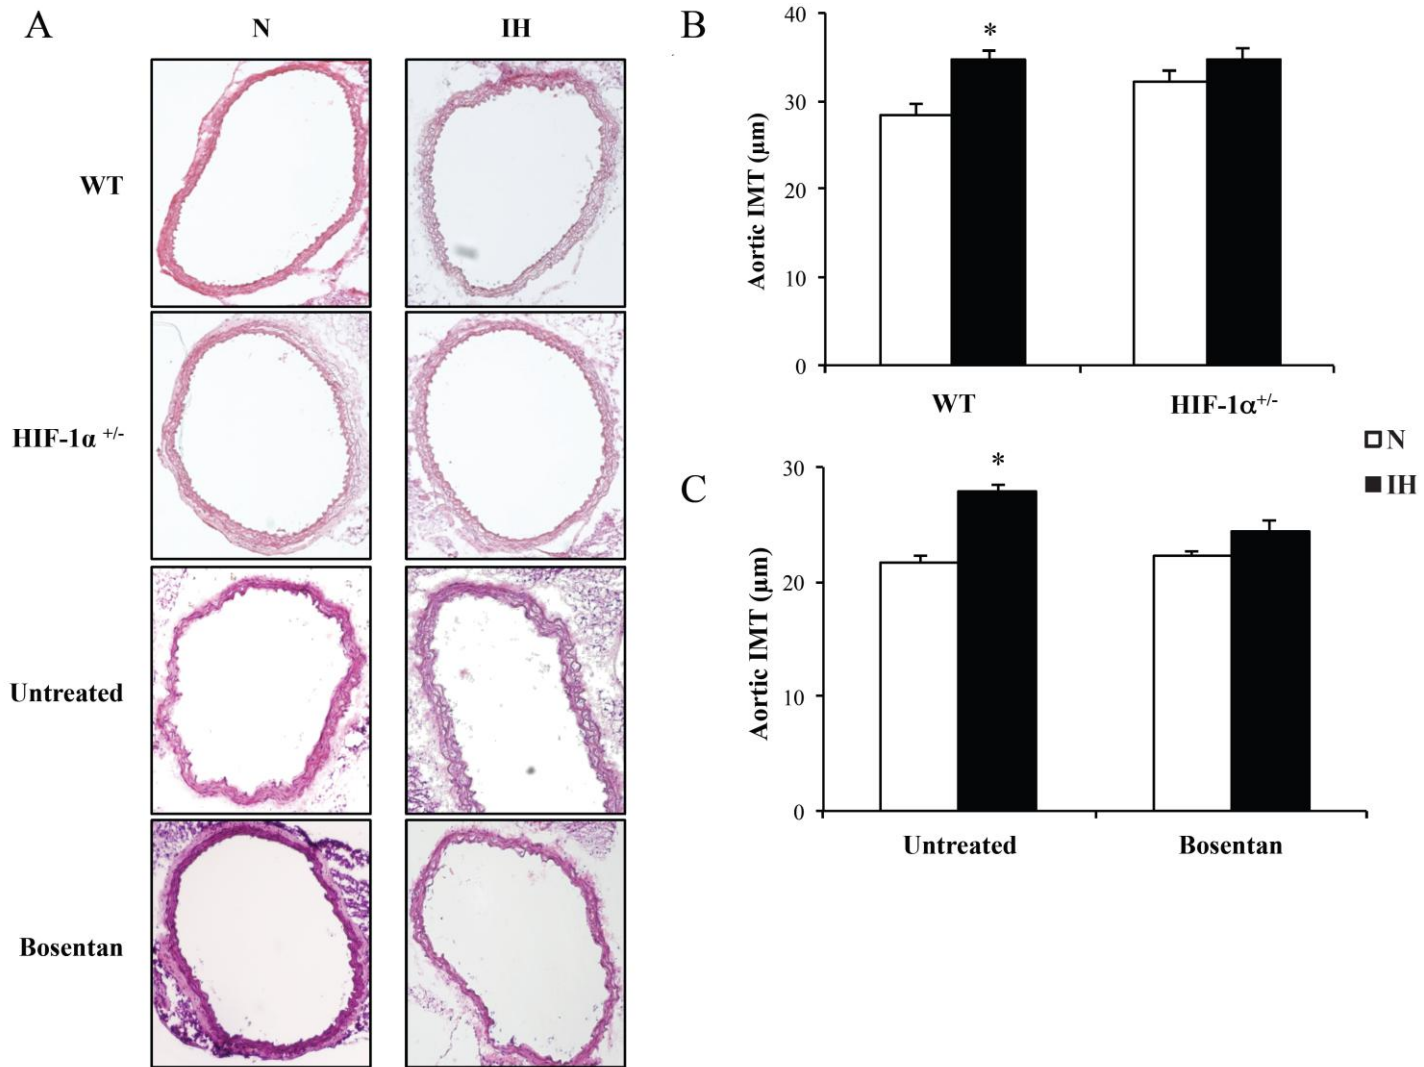 A
N
IH
WT
HIF-1α +/-
Untreated
Bosentan
B
Aortic IMT (µm)
40
30
20
10
0
*
WT
HIF-1α+/-
N
IH
C
Aortic IMT (µm)
30
20
10
0
*
Untreated
Bosentan